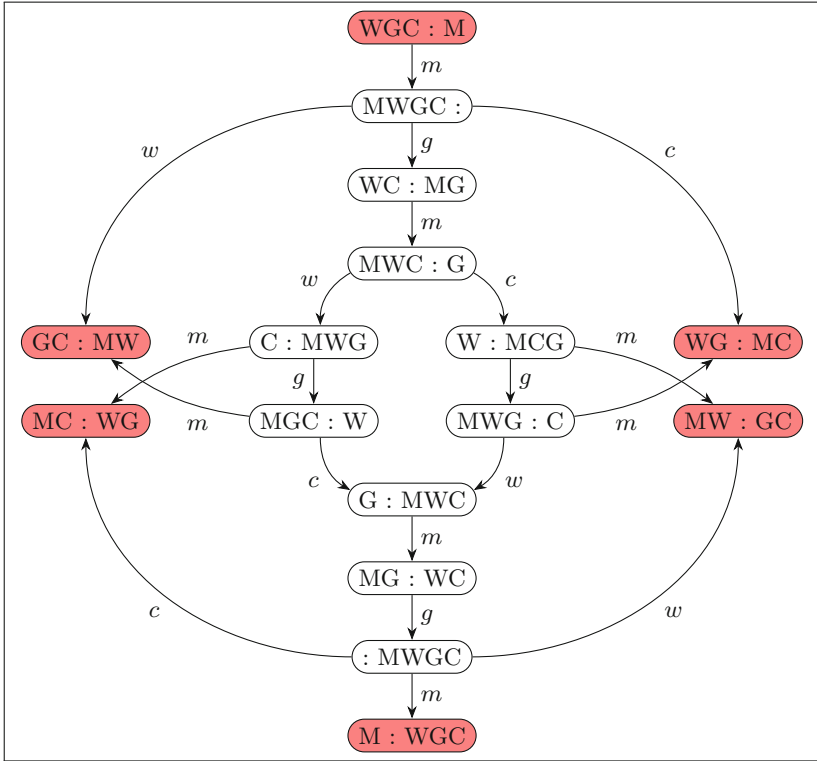 WGC : M
m
MWGC :
w g c
WC : MG
m
MWC : G
w c
GC : MW C : MWG W : MCG WG : MC
m g g m
MC : WG MGC : W MWG : C MW : GC
m m
c w
G : MWC
m
MG : WC
c g w
: MWGC
m
M : WGC